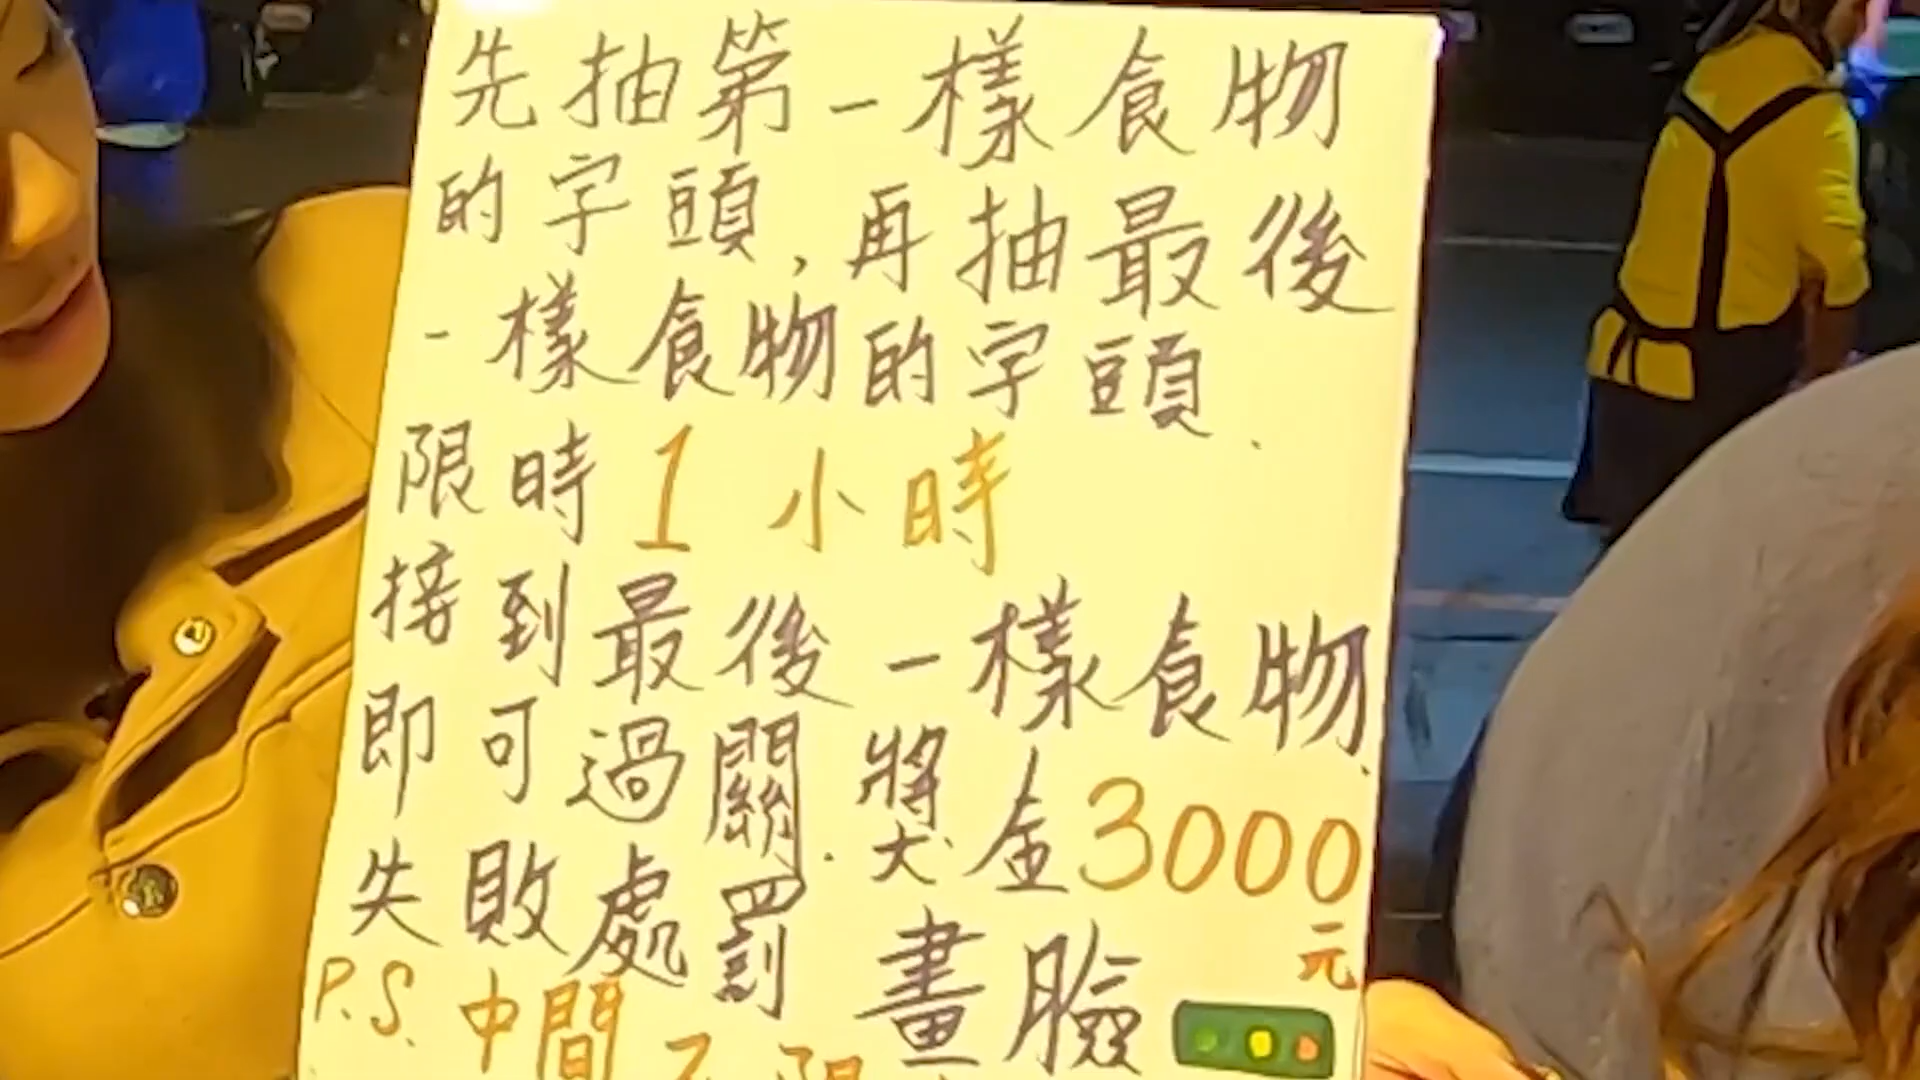 先抽第一樣食物
的字頭,再抽最後
一樣食物的字頭.
限時1小時
接到最後一樣食物
即可過關.獎金3000元
失敗處罰 畫臉
P.S. 中間不限